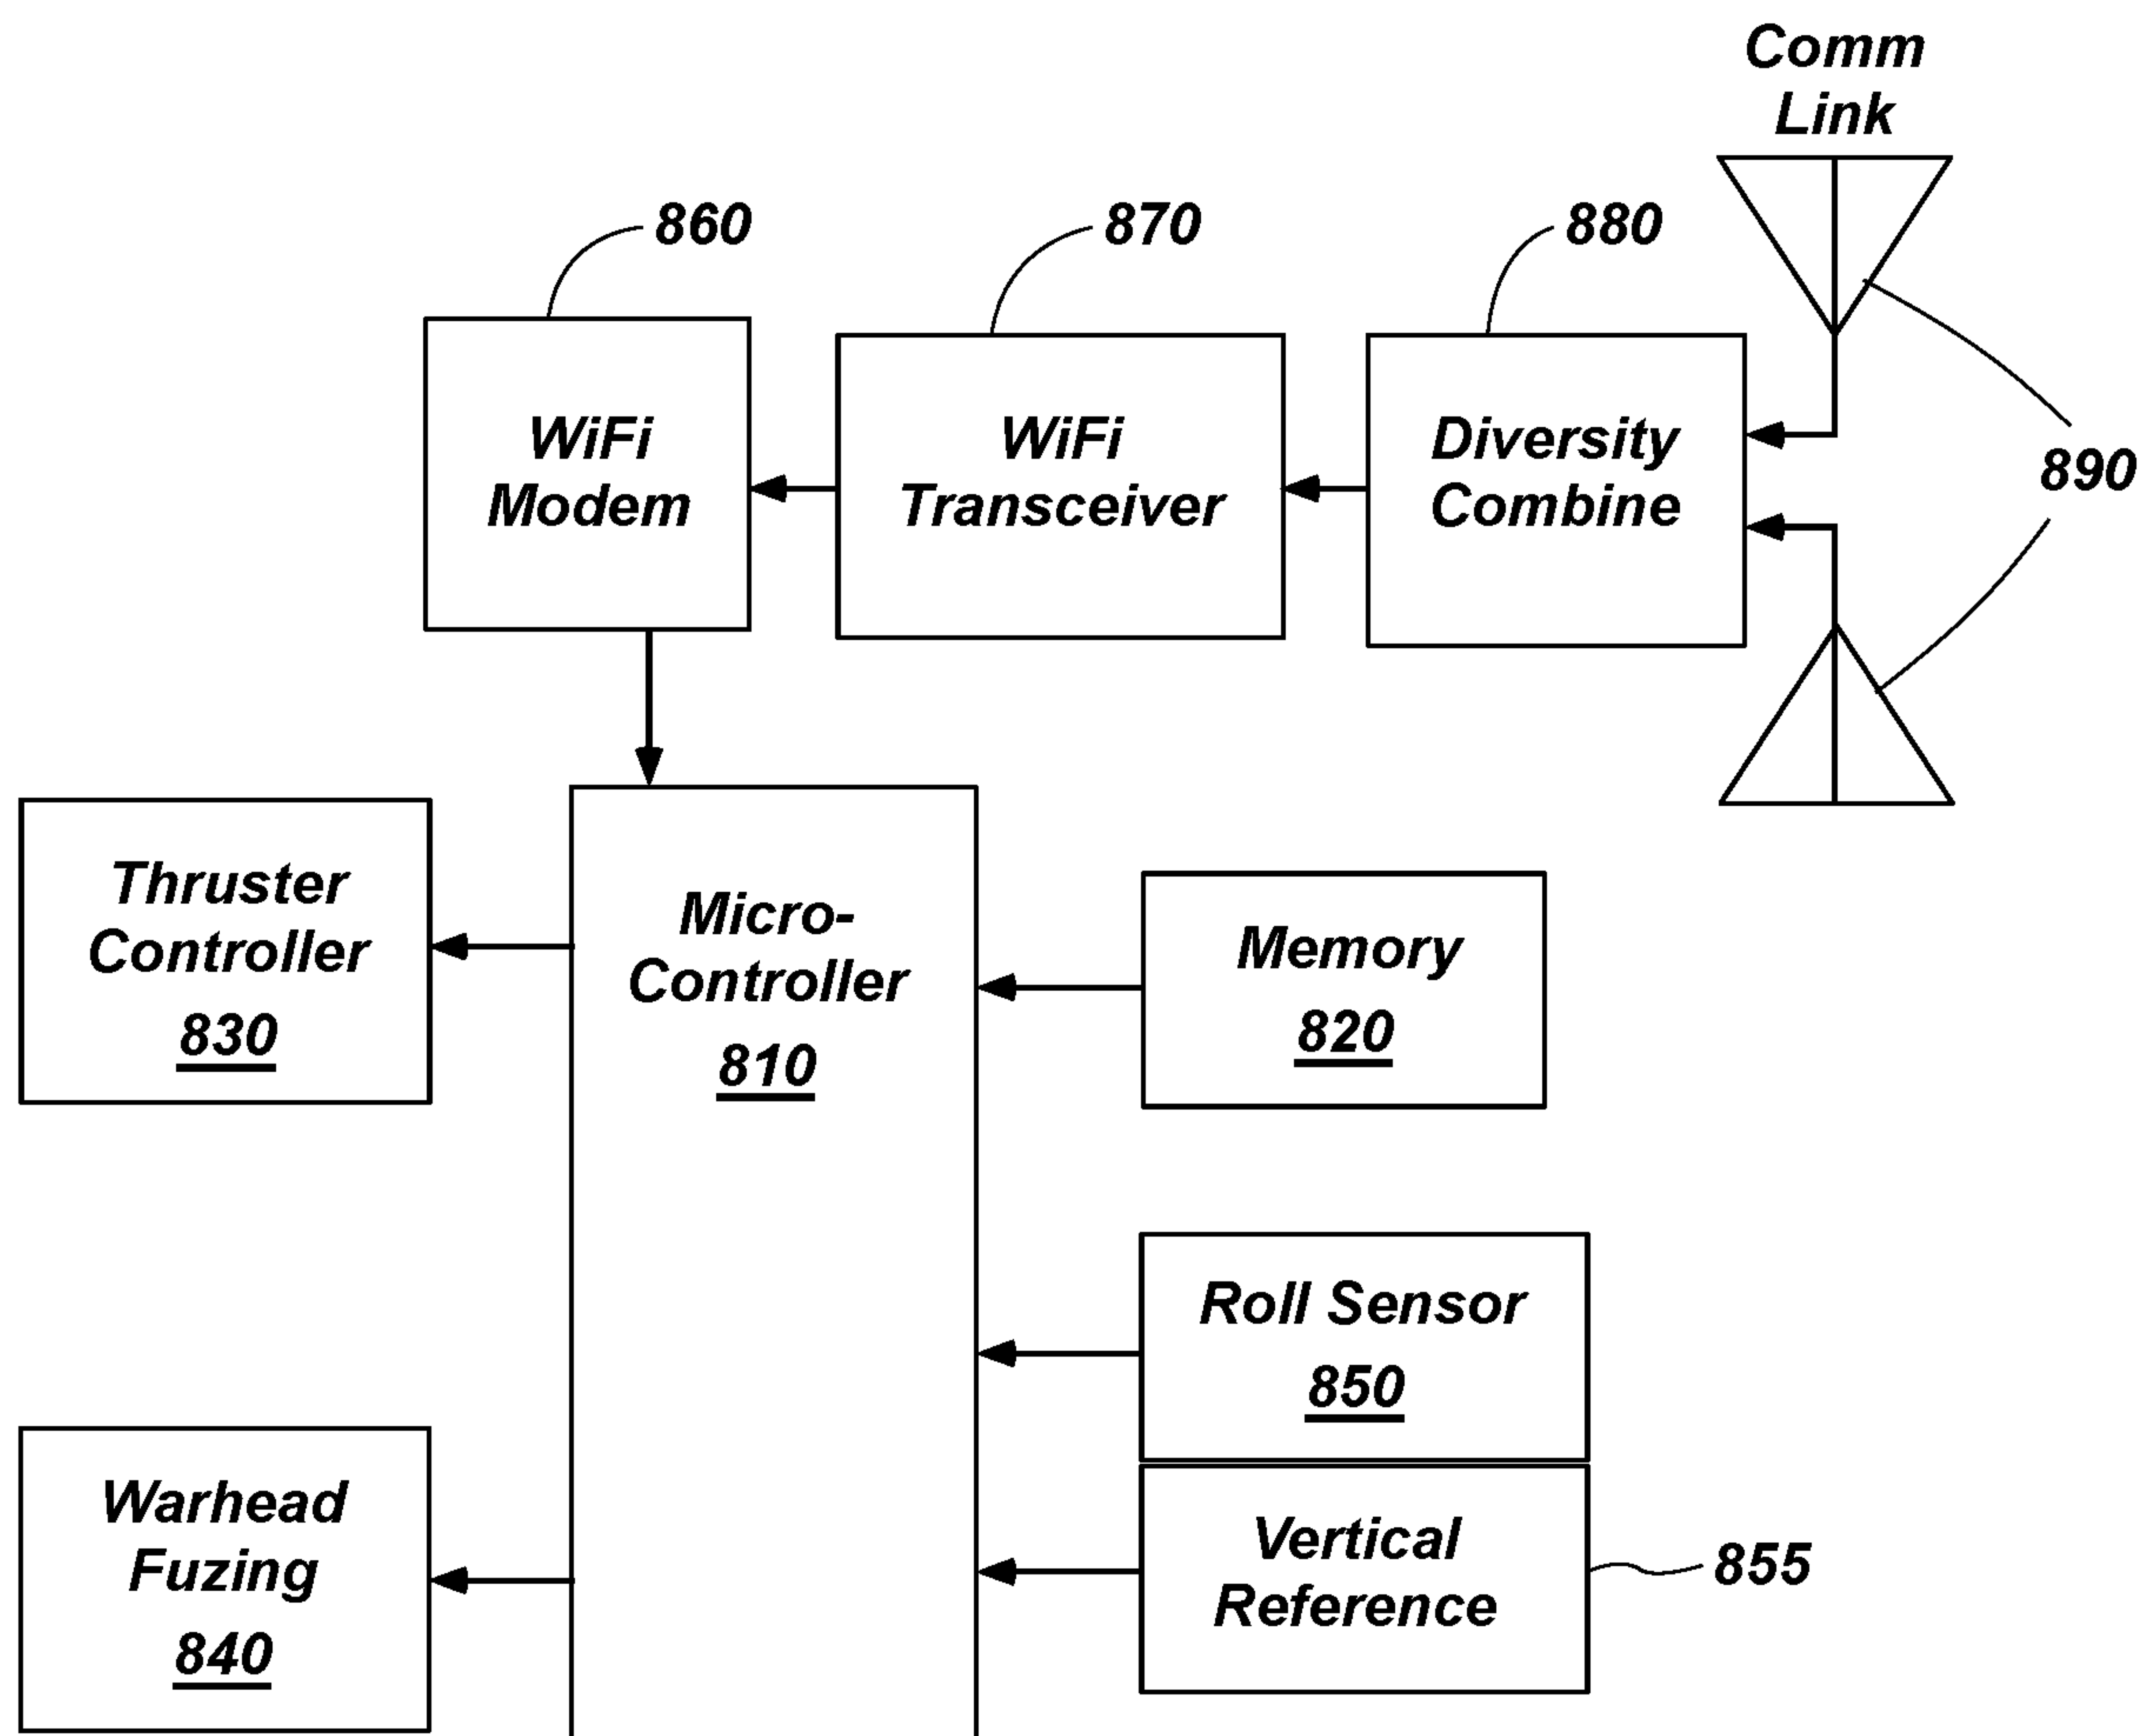 Comm
Link
860
870
880
WiFi
Modem
WiFi
Transceiver
Diversity
Combine
890
Thruster
Controller
830
Micro-
Controller
810
Memory
820
Roll Sensor
850
Warhead
Fuzing
840
Vertical
Reference
855